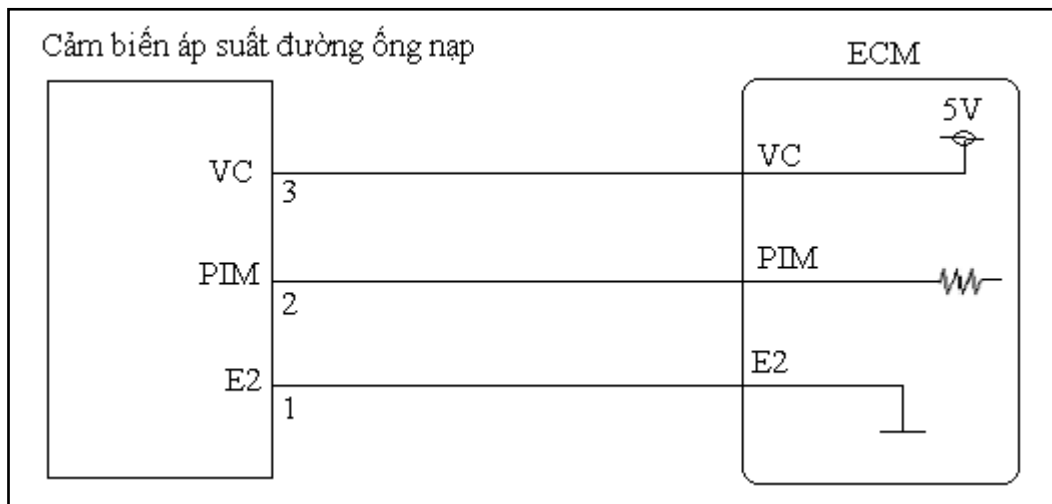 Cảm biến áp suất đường ống nạp
ECM
5V
VC
3
VC
PIM
2
PIM
E2
1
E2